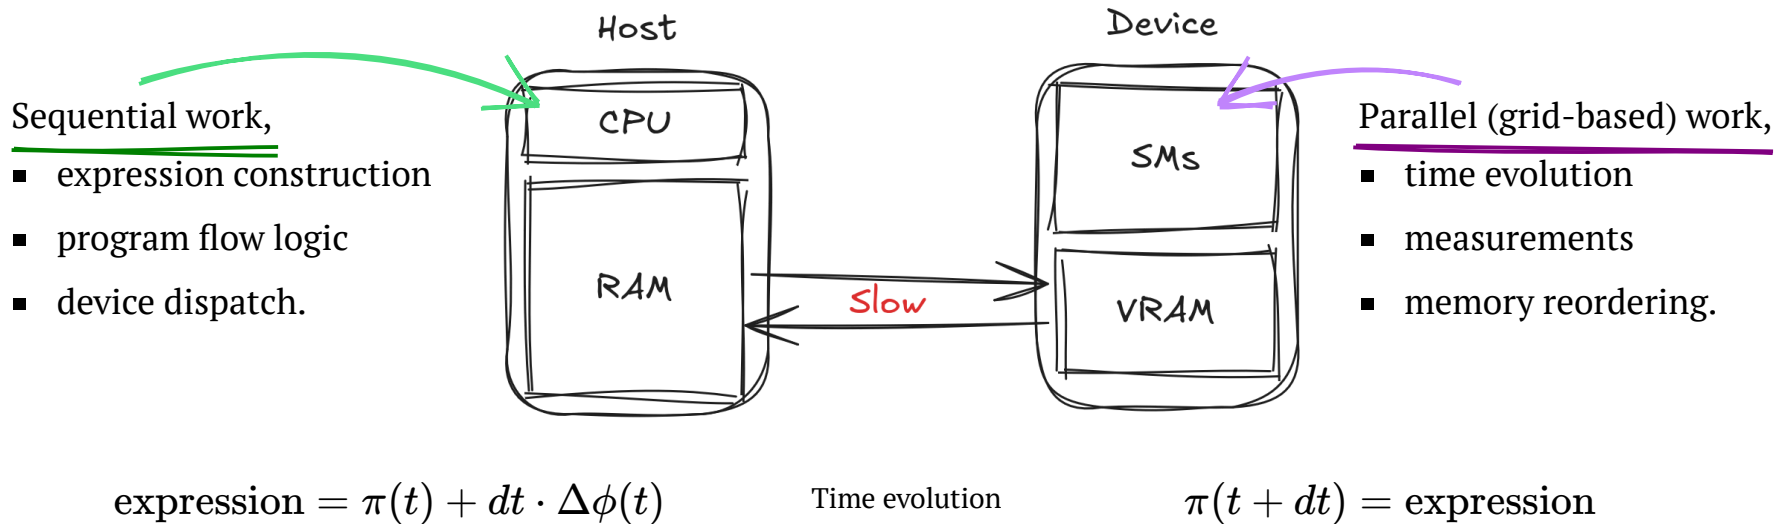 Host
Device
Sequential work,
▪ expression construction
▪ program flow logic
▪ device dispatch.
CPU
RAM
Slow
SMs
VRAM
Parallel (grid-based) work,
▪ time evolution
▪ measurements
▪ memory reordering.
expression = π(t) + dt · Δϕ(t)
Time evolution
π(t + dt) = expression